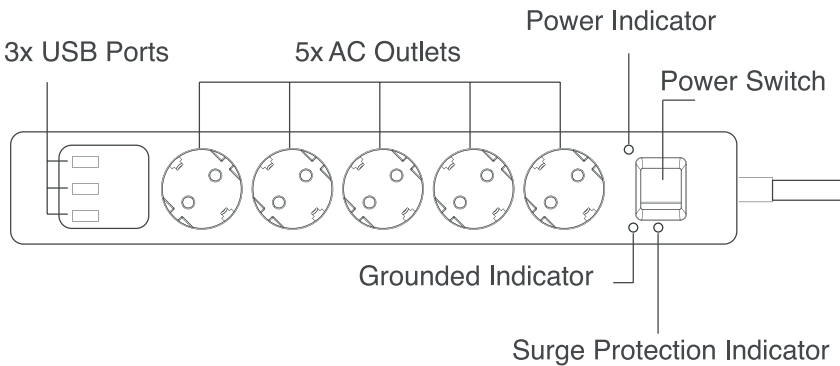 Power Indicator
3x USB Ports
5x AC Outlets
Power Switch
Grounded Indicator
Surge Protection Indicator